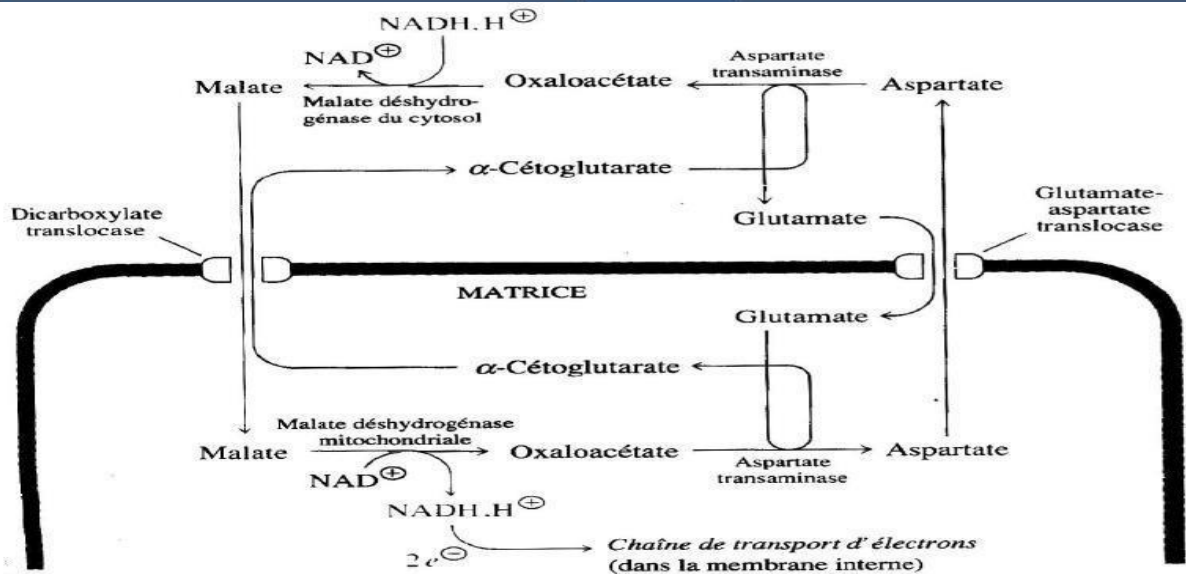 NADH.H⊕
NAD⊕
Malate
Malate déshydro-
génase du cytosol
Oxaloacétate
Aspartate
transaminase
Aspartate
α-Cétoglutarate
Dicarboxylate
translocase
Glutamate
Glutamate-
aspartate
translocase
MATRICE
Glutamate
α-Cétoglutarate
Malate
Malate déshydrogénase
mitochondriale
NAD⊕
Oxaloacétate
Aspartate
transaminase
Aspartate
NADH.H⊕
2 e⊖
Chaîne de transport d'électrons
(dans la membrane interne)